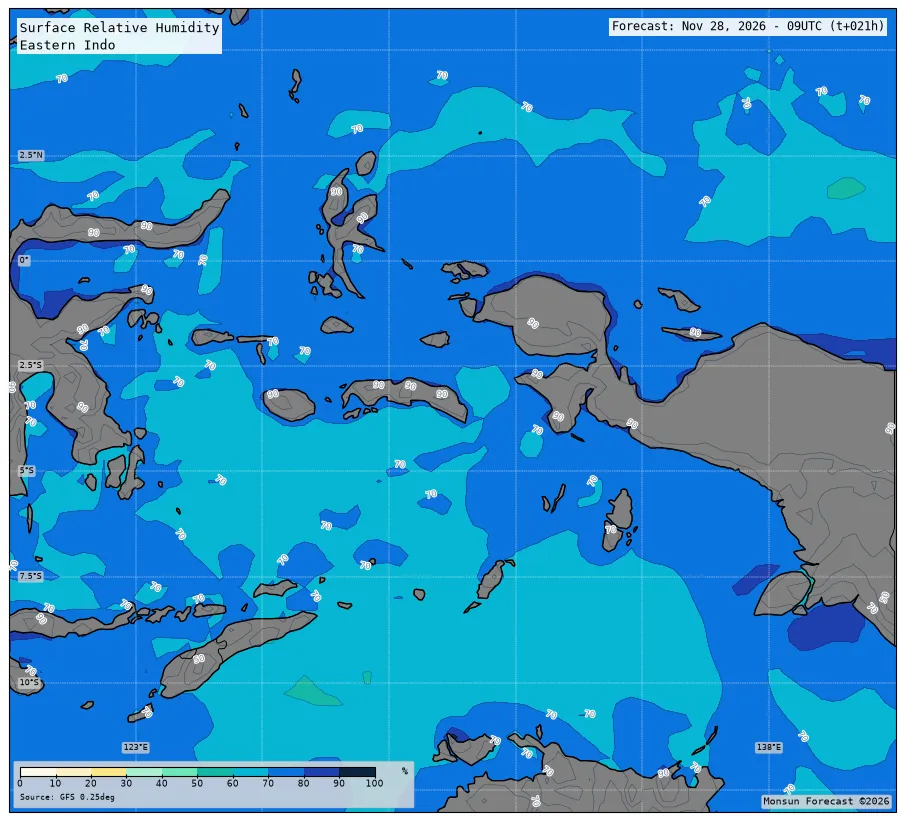 Surface Relative Humidity
Eastern Indo
Forecast: Nov 28, 2026 - 09UTC (t+021h)
2.5°N
0°
2.5°S
5°S
7.5°S
10°S
123°E
138°E
0 10 20 30 40 50 60 70 80 90 100 %
Source: GFS 0.25deg
Monsun Forecast ©2026